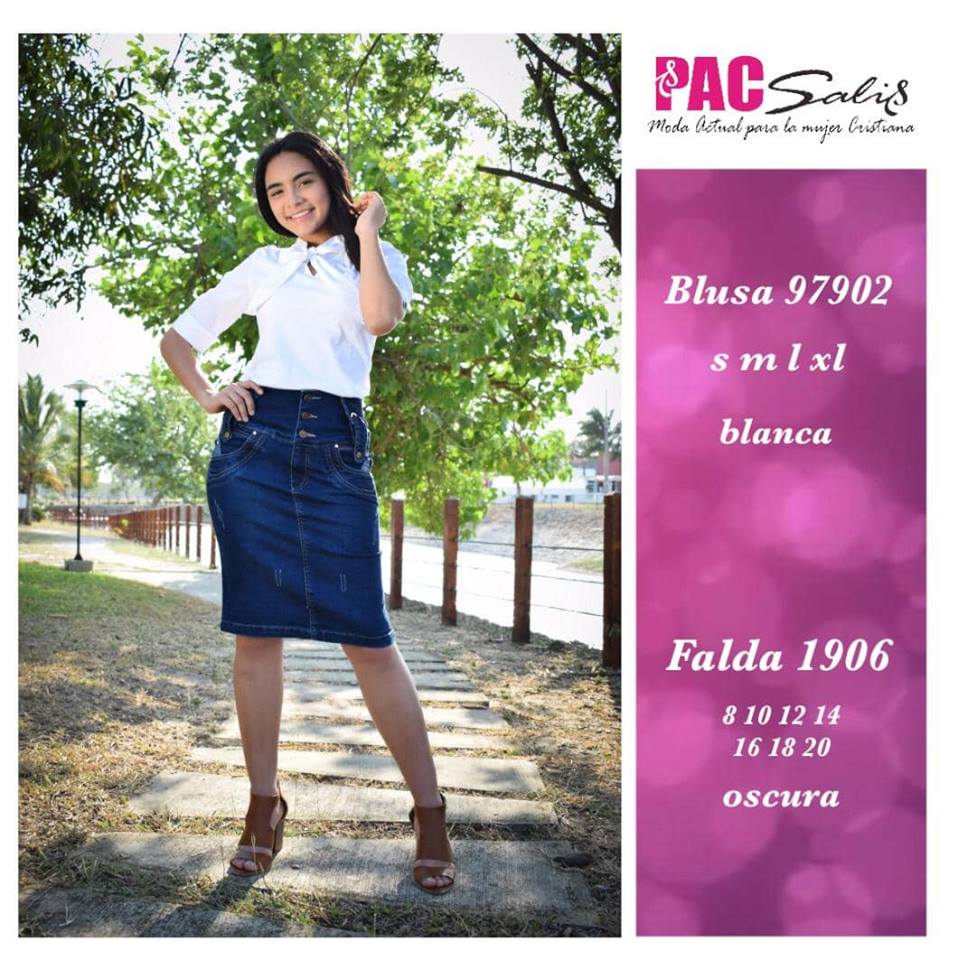 PAC Salis
Moda Actual para la mujer Cristiana
Blusa 97902
s m l xl
blanca
Falda 1906
8 10 12 14
16 18 20
oscura